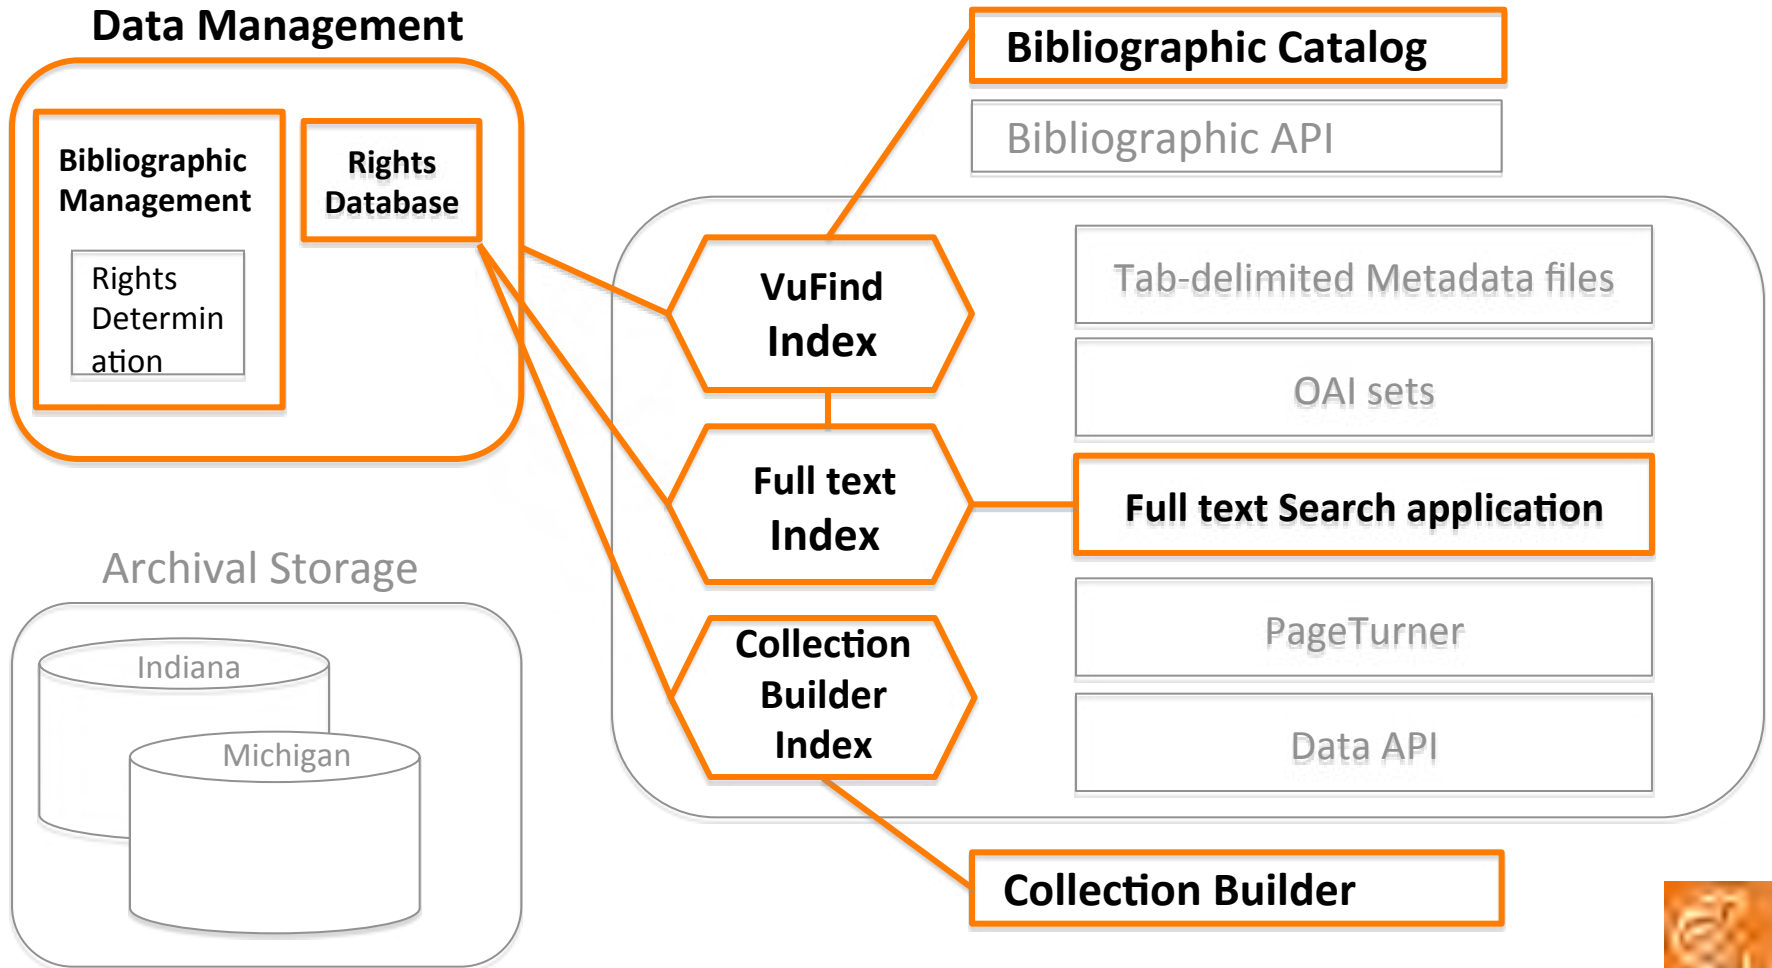 Data Management
Bibliographic
Management
Rights
Determin
ation
Rights
Database
Archival Storage
Indiana
Michigan
Bibliographic Catalog
Bibliographic API
VuFind
Index
Full text
Index
Collection
Builder
Index
Tab-delimited Metadata files
OAI sets
Full text Search application
PageTurner
Data API
Collection Builder